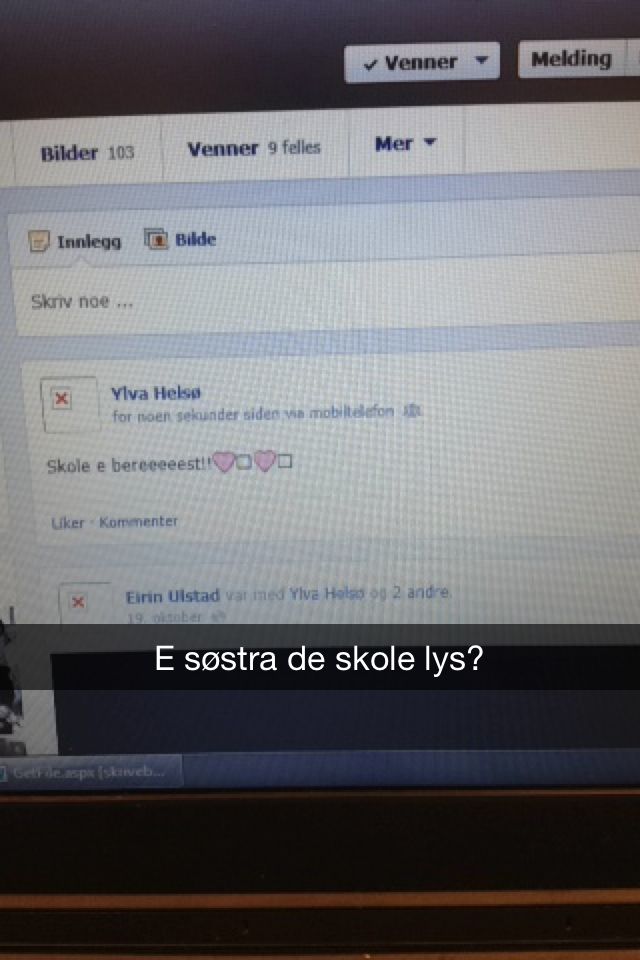 ✓ Venner
Melding
Bilder 103
Venner 9 felles
Mer
Innlegg
Bilde
Skriv noe ...
Ylva Helsø
for noen sekunder siden via mobiltelefon
Skole e bereeeeest!!
Liker · Kommenter
Eirin Ulstad var med Ylva Helsø og 2 andre.
19. oktober
E søstra de skole lys?
[skriveb...